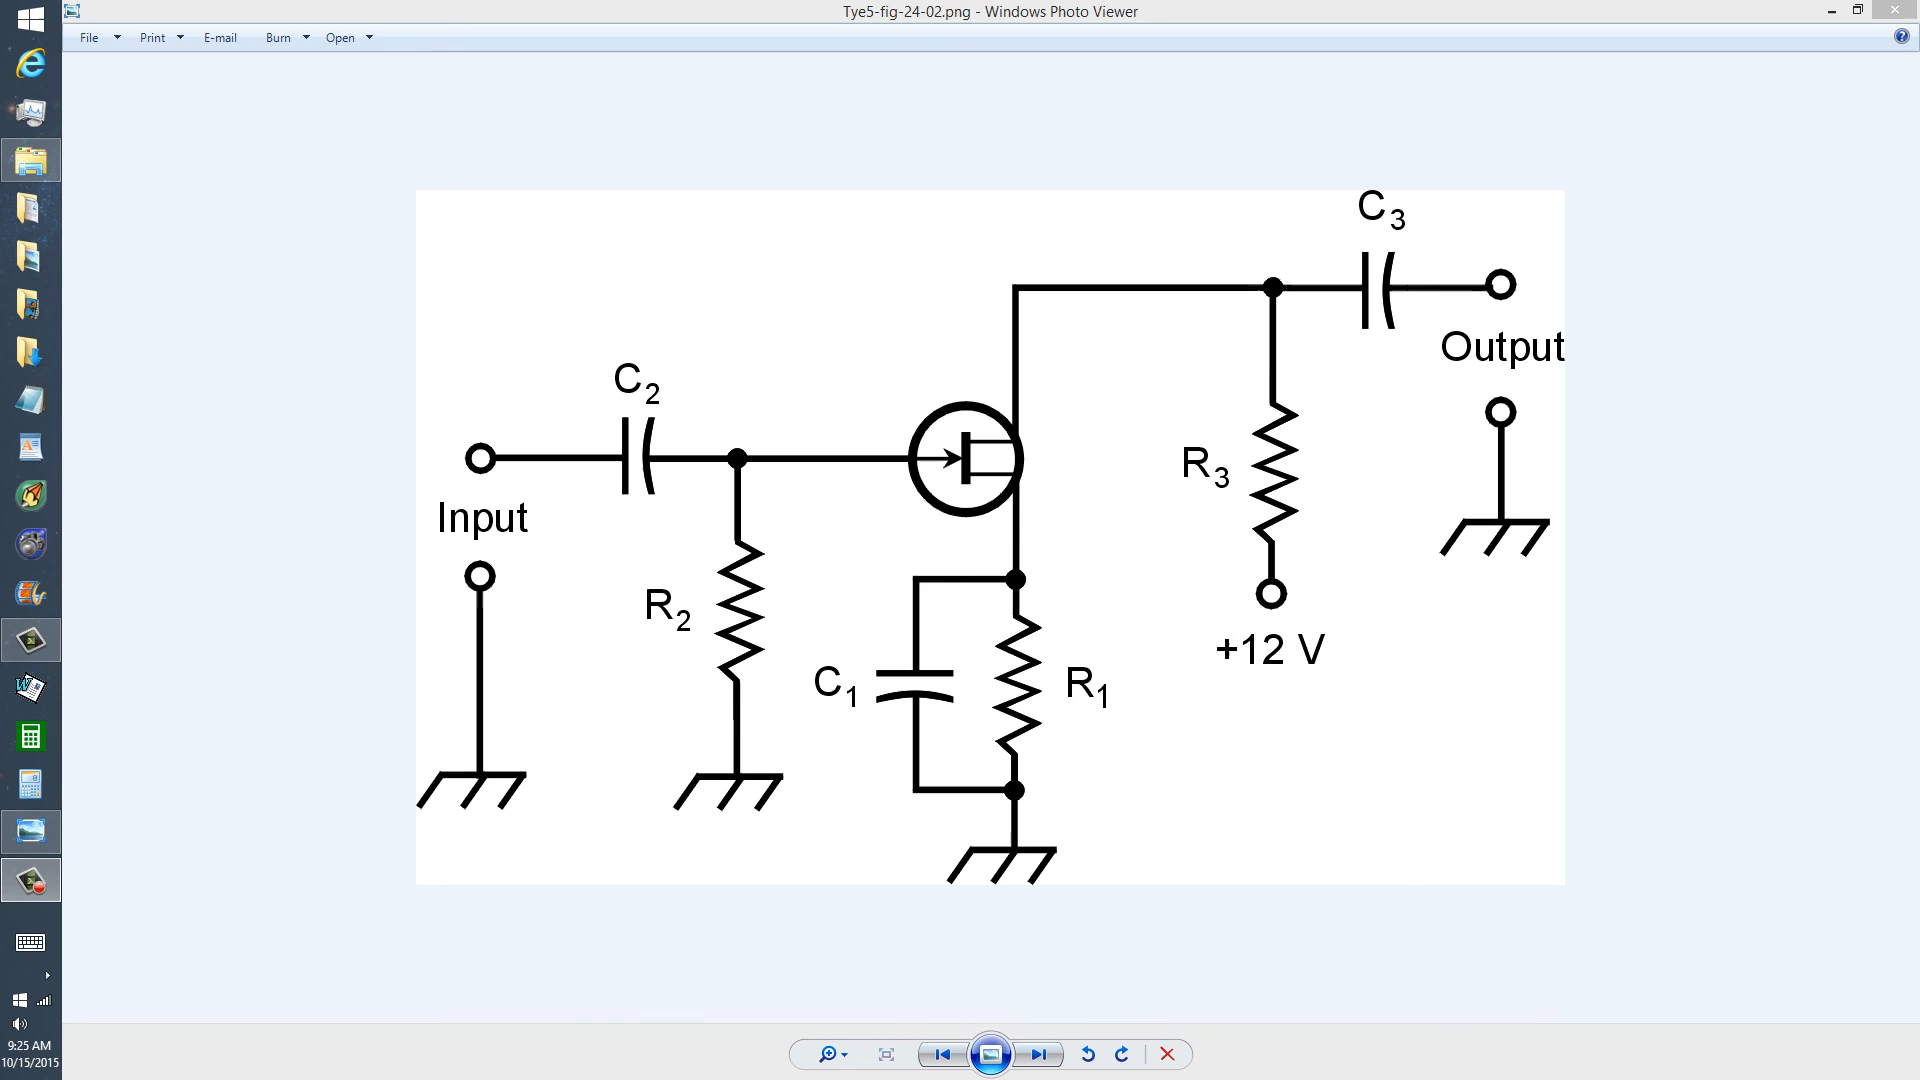 Tye5-fig-24-02.png - Windows Photo Viewer
File Print E-mail Burn Open
C3
Output
C2
Input
R3
R2
+12 V
C1
R1
9:25 AM
10/15/2015